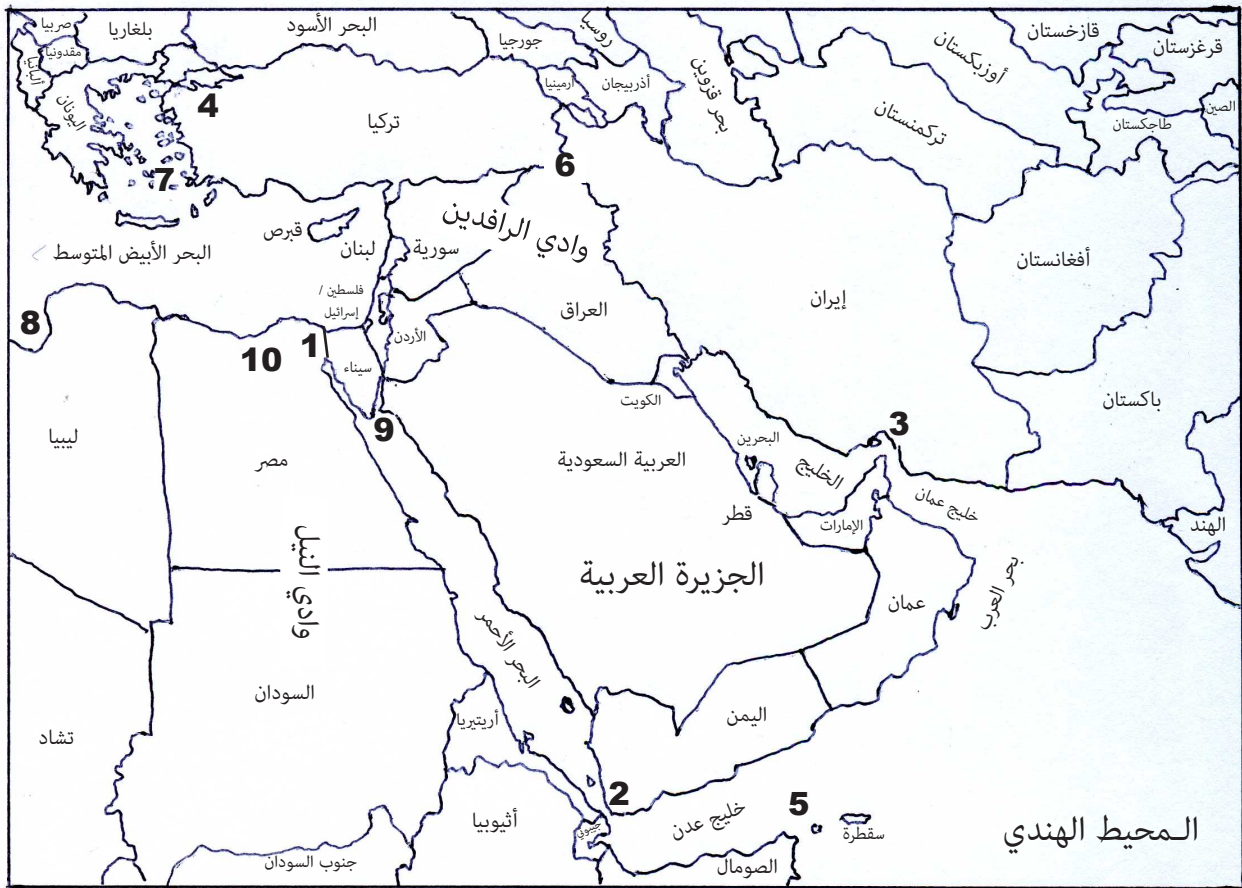 صربيا
بلغاريا
البحر الأسود
جورجيا
روسيا
قازخستان
قرغزستان
مقدونيا
ألبانيا
اليونان
أرمينيا
أذربيجان
بحر قزوين
أوزبكستان
تركمنستان
طاجكستان
الصين
4
تركيا
6
7
وادي الرافدين
قبرص
لبنان
سورية
البحر الأبيض المتوسط
أفغانستان
فلسطين /
إسرائيل
إيران
العراق
8
10
1
الأردن
سيناء
الكويت
باكستان
9
3
ليبيا
مصر
العربية السعودية
البحرين
الخليج
خليج عمان
قطر
الإمارات
الهند
وادي النيل
الجزيرة العربية
عمان
بحر العرب
البحر الأحمر
السودان
أريتيريا
اليمن
تشاد
2
5
أثيوبيا
جيبوتي
خليج عدن
سقطرة
المحيط الهندي
جنوب السودان
الصومال